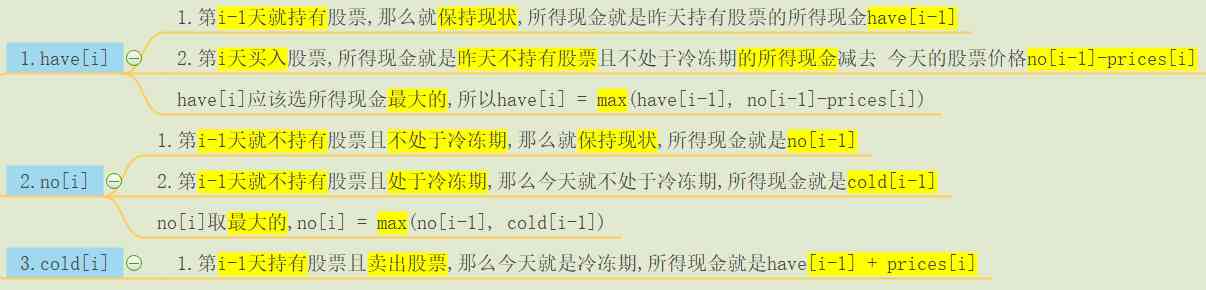 1.have[i]
1.第i-1天就持有股票,那么就保持现状,所得现金就是昨天持有股票的所得现金have[i-1]
2.第i天买入股票,所得现金就是昨天不持有股票且不处于冷冻期的所得现金减去 今天的股票价格no[i-1]-prices[i]
have[i]应该选所得现金最大的,所以have[i] = max(have[i-1], no[i-1]-prices[i])
2.no[i]
1.第i-1天就不持有股票且不处于冷冻期,那么就保持现状,所得现金就是no[i-1]
2.第i-1天就不持有股票且处于冷冻期,那么今天就不处于冷冻期,所得现金就是cold[i-1]
no[i]取最大的,no[i] = max(no[i-1], cold[i-1])
3.cold[i]
1.第i-1天持有股票且卖出股票,那么今天就是冷冻期,所得现金就是have[i-1] + prices[i]